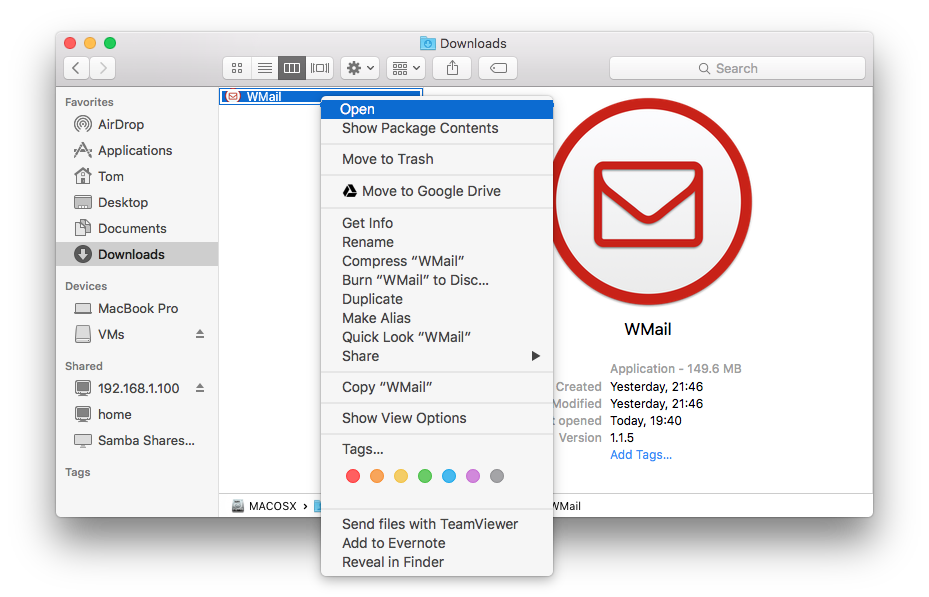 Downloads
Search
Favorites
AirDrop
Applications
Tom
Desktop
Documents
Downloads
Devices
MacBook Pro
VMs
Shared
192.168.1.100
home
Samba Shares...
Tags
WMail
Open
Show Package Contents
Move to Trash
Move to Google Drive
Get Info
Rename
Compress “WMail”
Burn “WMail” to Disc...
Duplicate
Make Alias
Quick Look “WMail”
Share
Copy “WMail”
Show View Options
Tags...
Send files with TeamViewer
Add to Evernote
Reveal in Finder
WMail
Application - 149.6 MB
Created Yesterday, 21:46
Modified Yesterday, 21:46
opened Today, 19:40
Version 1.1.5
Add Tags...
MACOSX › WMail